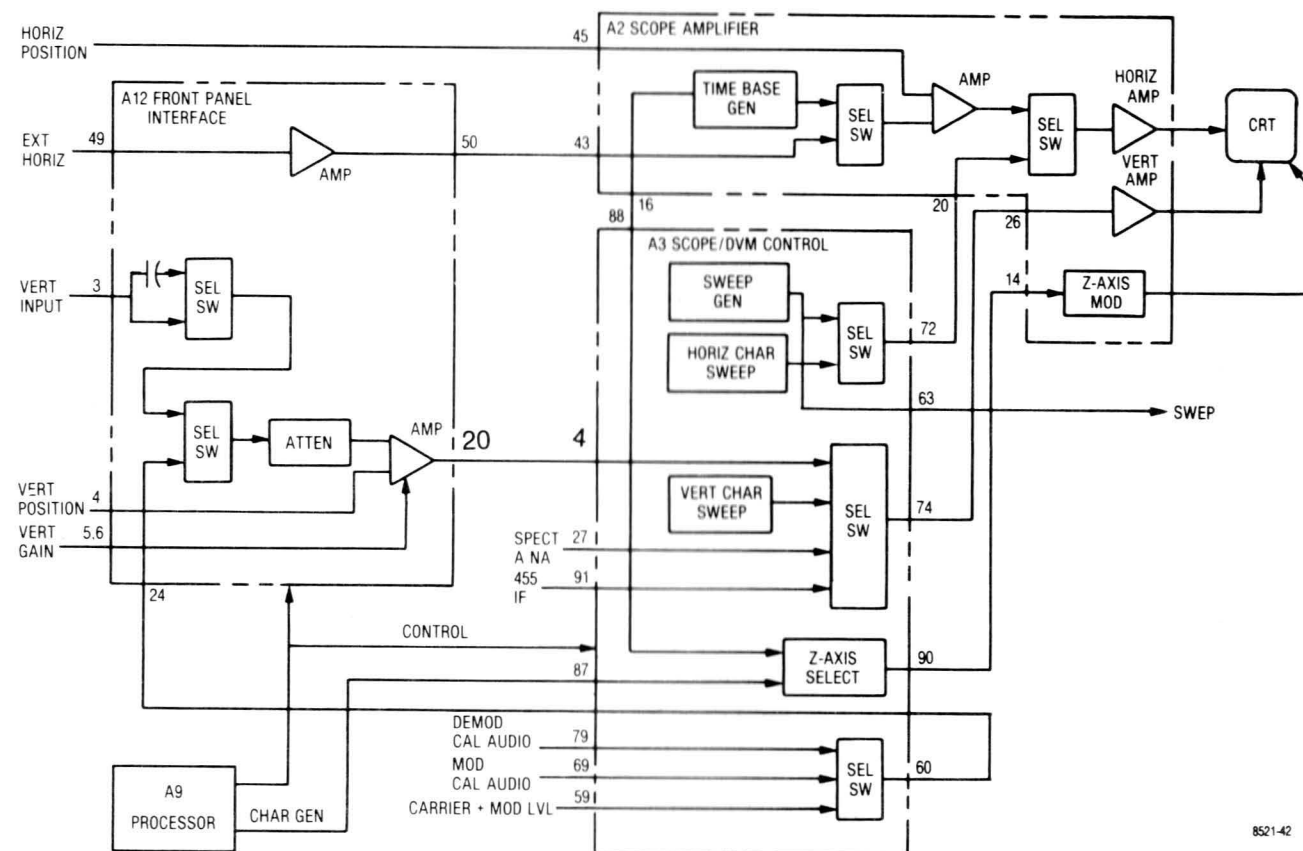 A2 SCOPE AMPLIFIER
HORIZ
POSITION
45
AMP
HORIZ
AMP
A12 FRONT PANEL
INTERFACE
TIME BASE
GEN
SEL
SW
SEL
SW
CRT
EXT
HORIZ
49
AMP
50
43
VERT
AMP
16
88
20
26
A3 SCOPE/DVM CONTROL
VERT
INPUT
3
SEL
SW
SWEEP
GEN
14
Z-AXIS
MOD
SEL
SW
72
HORIZ CHAR
SWEEP
63
SWEP
SEL
SW
ATTEN
AMP
20
4
VERT CHAR
SWEEP
SEL
SW
74
VERT
POSITION
4
VERT
GAIN
5.6
SPECT
A NA
27
455
IF
91
24
CONTROL
87
Z-AXIS
SELECT
90
DEMOD
CAL AUDIO
79
MOD
CAL AUDIO
69
CARRIER + MOD LVL
59
SEL
SW
60
A9
PROCESSOR
CHAR GEN
8521-42